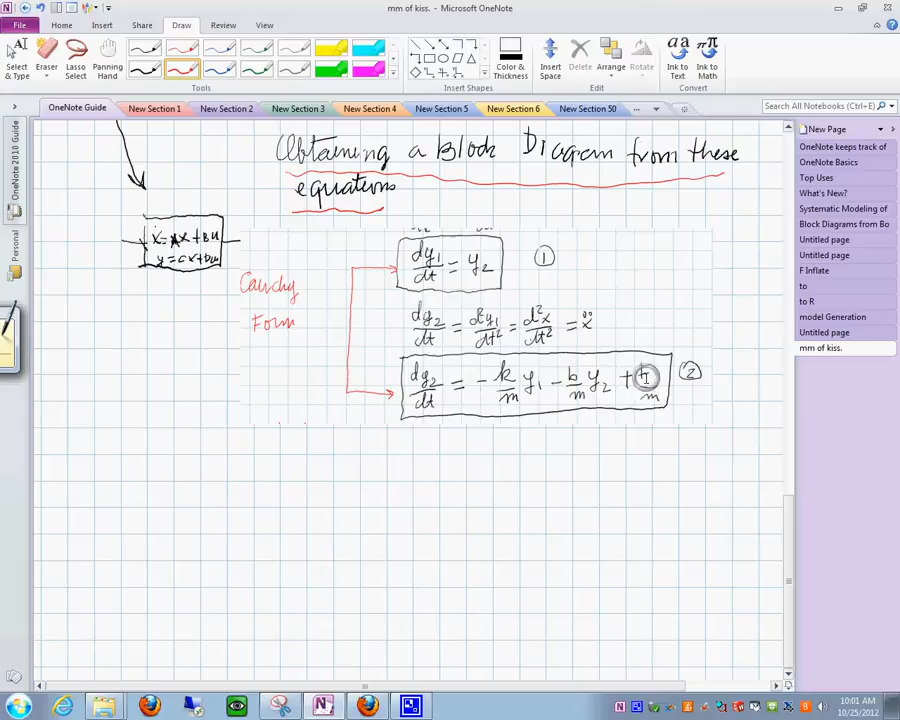 mm of kiss. - Microsoft OneNote
File
Home
Insert
Share
Draw
Review
View
Select & Type
Eraser
Lasso Select
Panning Hand
Color & Thickness
Insert Space
Delete
Arrange
Rotate
Ink to Text
Ink to Math
Tools
Insert Shapes
Edit
Convert
OneNote Guide
New Section 1
New Section 2
New Section 3
New Section 4
New Section 5
New Section 6
New Section 50
...
Search All Notebooks (Ctrl+E)
OneNote 2010 Guide
Personal
New Page
OneNote keeps track of
OneNote Basics
Top Uses
What's New?
Systematic Modeling of
Block Diagrams from Bo
Untitled page
Untitled page
F Inflate
to
to R
model Generation
Untitled page
mm of kiss.
Obtaining a Block Diagram from these
equations
ẋ = Ax + Bu
y = Cx + Du
Cauchy
Form
dy₁/dt = y₂ ①
dy₂/dt = d²y₁/dt² = d²x/dt² = ẍ
dy₂/dt = -k/m y₁ - b/m y₂ + /m ②
10:01 AM
10/25/2012